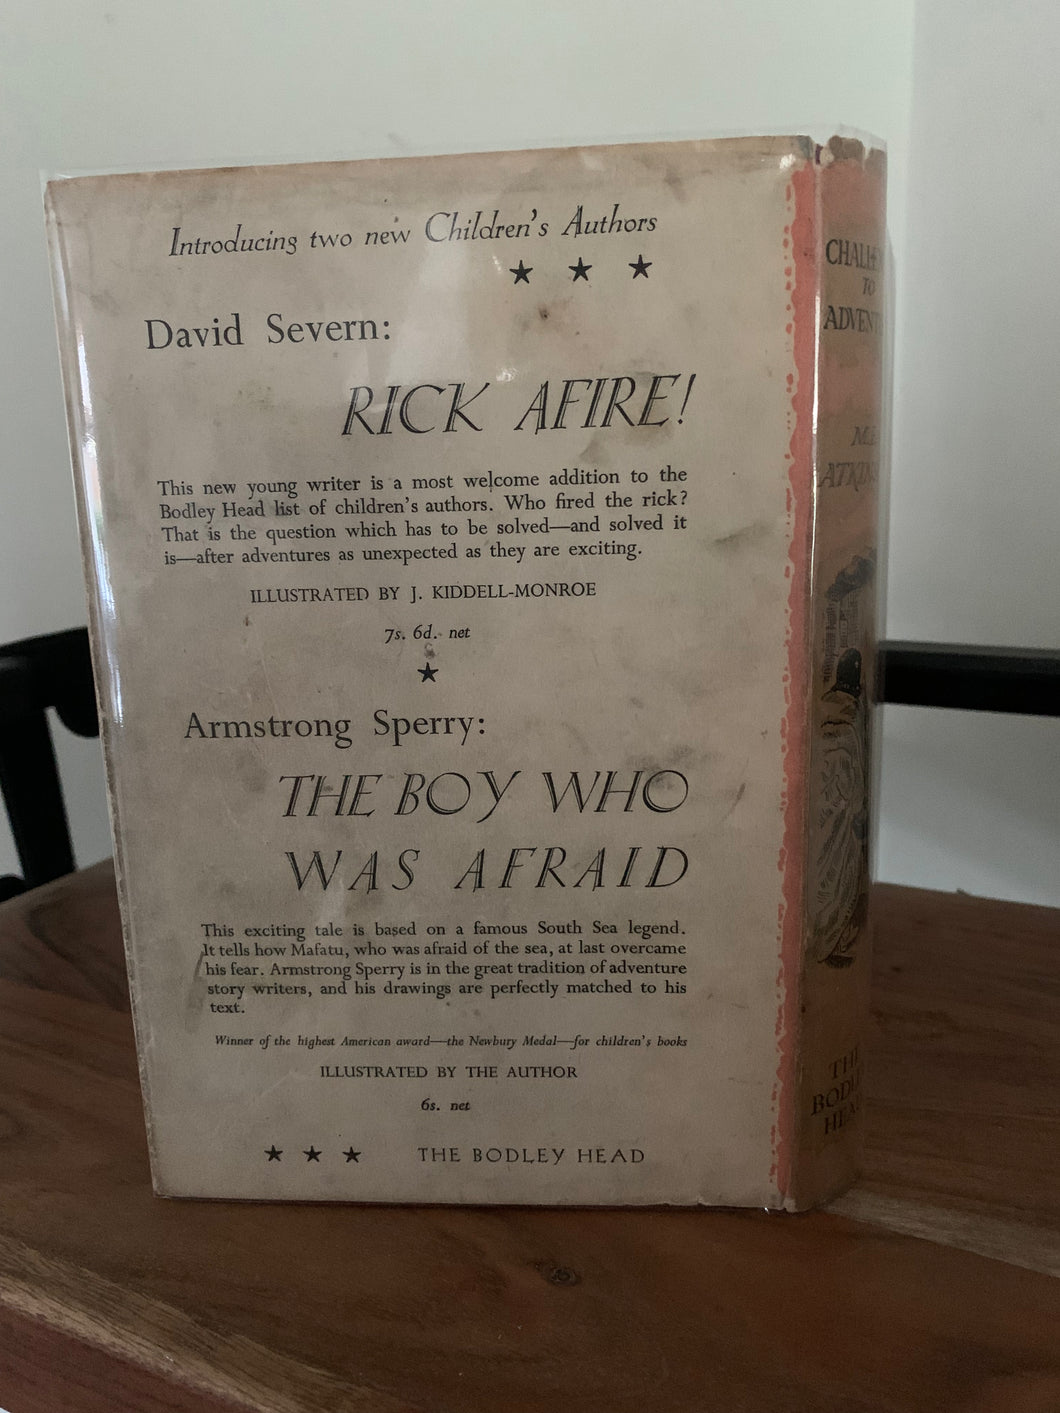 Introducing two new Children's Authors
★ ★ ★
David Severn:
RICK AFIRE!
This new young writer is a most welcome addition to the
Bodley Head list of children's authors. Who fired the rick?
That is the question which has to be solved—and solved it
is—after adventures as unexpected as they are exciting.
ILLUSTRATED BY J. KIDDELL-MONROE
7s. 6d. net
★
Armstrong Sperry:
THE BOY WHO
WAS AFRAID
This exciting tale is based on a famous South Sea legend.
It tells how Mafatu, who was afraid of the sea, at last overcame
his fear. Armstrong Sperry is in the great tradition of adventure
story writers, and his drawings are perfectly matched to his
text.
Winner of the highest American award—the Newbury Medal—for children's books
ILLUSTRATED BY THE AUTHOR
6s. net
★ ★ ★ THE BODLEY HEAD
TO
THE